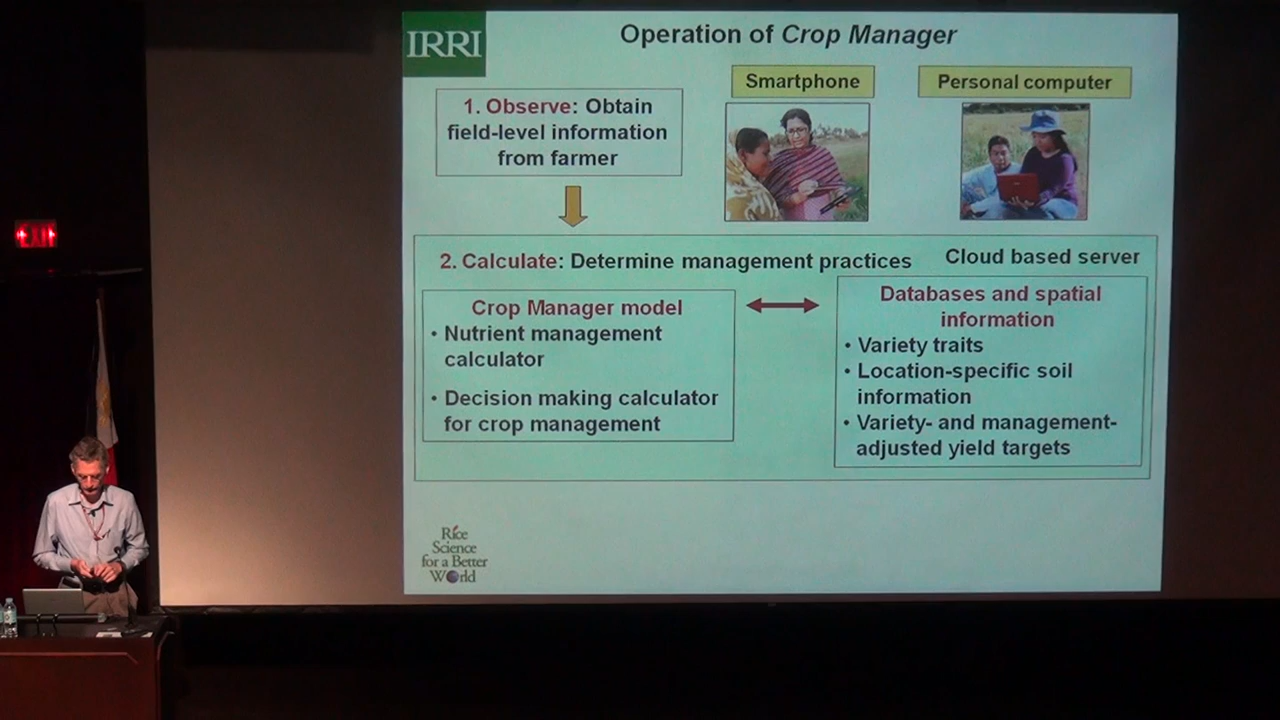 IRRI
Operation of Crop Manager
Smartphone
Personal computer
1. Observe: Obtain
field-level information
from farmer
2. Calculate: Determine management practices
Cloud based server
Crop Manager model
• Nutrient management
calculator
• Decision making calculator
for crop management
Databases and spatial
information
• Variety traits
• Location-specific soil
information
• Variety- and management-
adjusted yield targets
Rice
Science
for a Better
World
EXIT